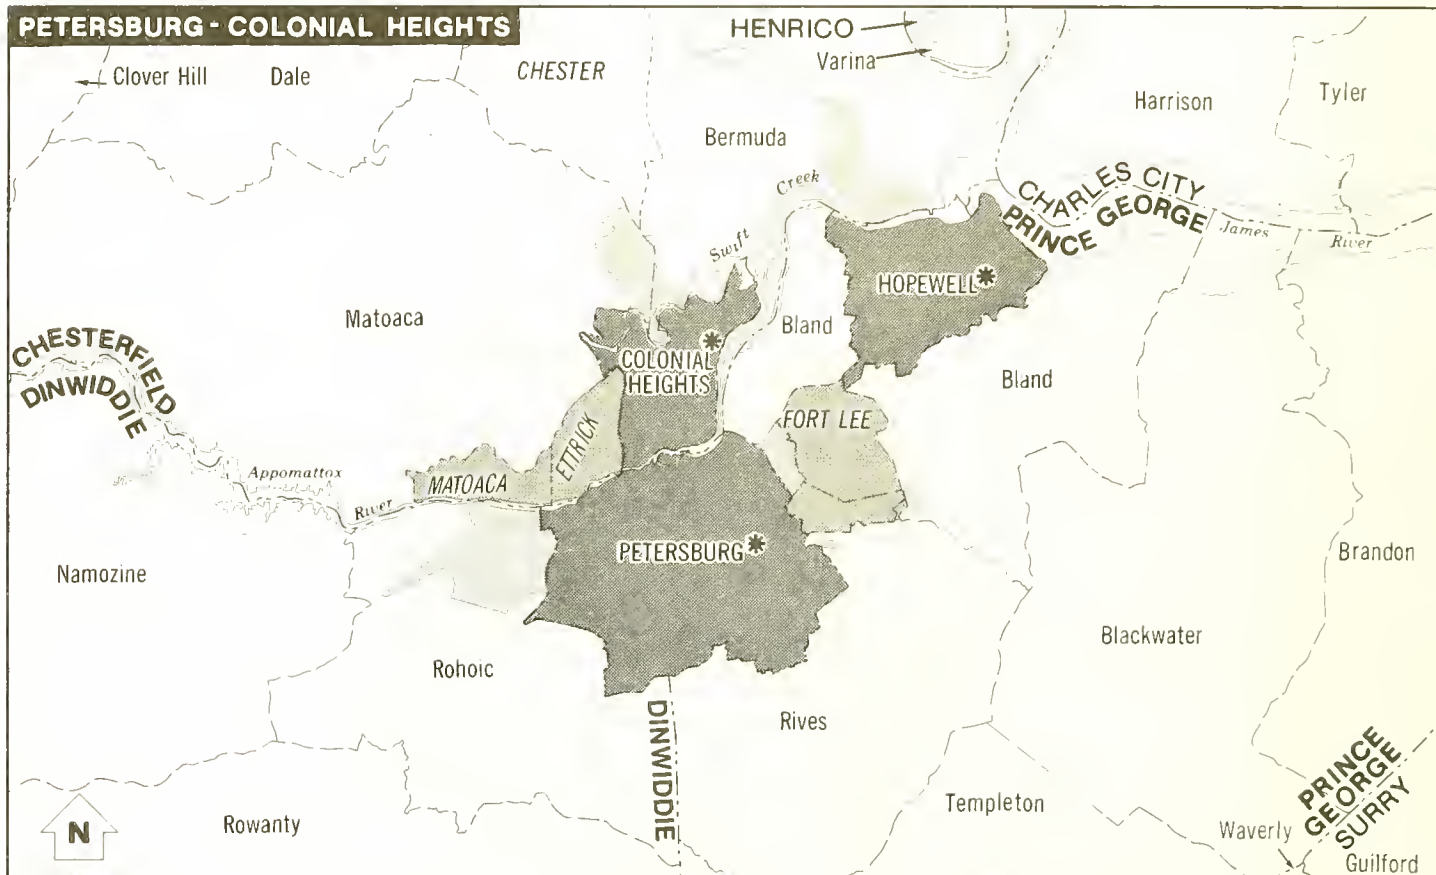 PETERSBURG - COLONIAL HEIGHTS
HENRICO
Varina
Clover Hill
Dale
CHESTER
Harrison
Tyler
Bermuda
Creek
Swift
CHARLES CITY
PRINCE GEORGE
James
River
HOPEWELL
Matoaca
Bland
COLONIAL
HEIGHTS
CHESTERFIELD
DINWIDDIE
Bland
FORT LEE
ETTRICK
MATOACA
Appomattox
River
PETERSBURG
Namozine
Brandon
Blackwater
Rohoic
Rives
DINWIDDIE
Templeton
PRINCE
GEORGE
SURRY
Waverly
Guilford
Rowanty
N